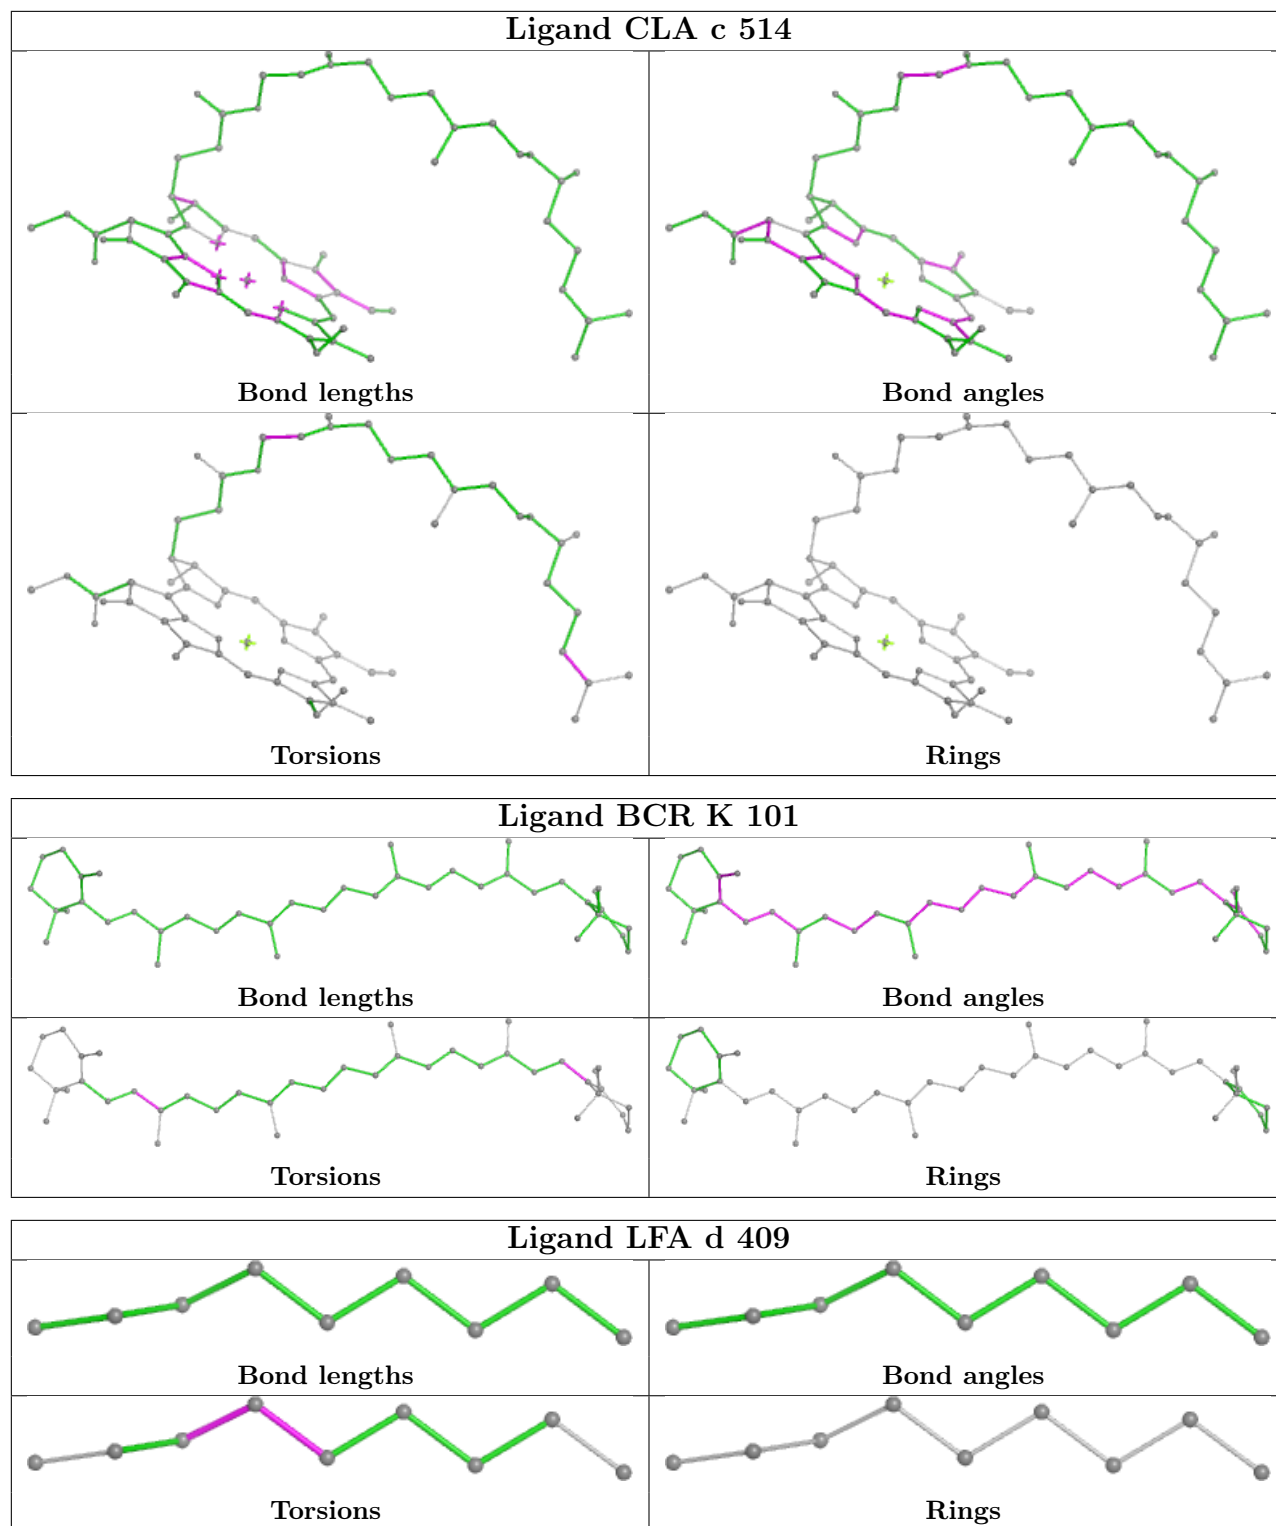 Ligand CLA c 514
Bond lengths
Bond angles
Torsions
Rings
Ligand BCR K 101
Bond lengths
Bond angles
Torsions
Rings
Ligand LFA d 409
Bond lengths
Bond angles
Torsions
Rings